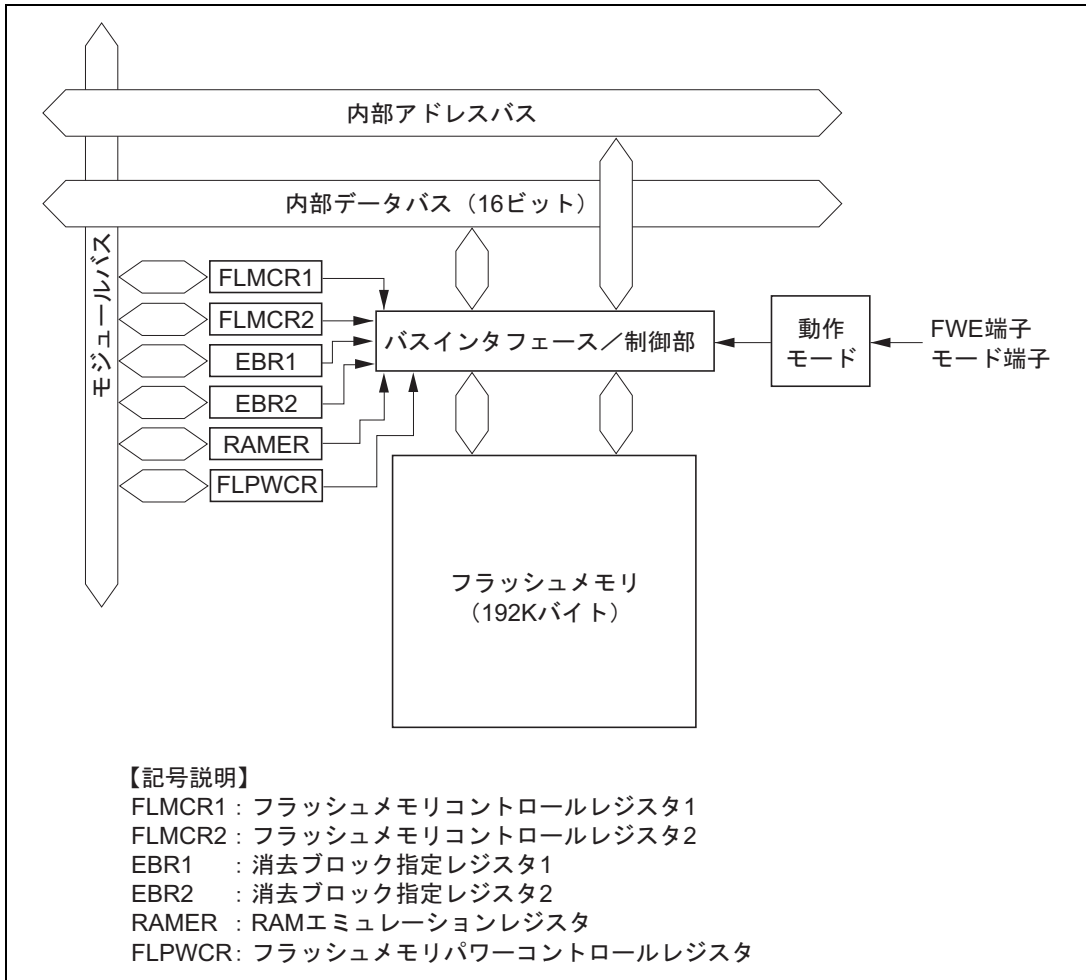 内部アドレスバス
内部データバス（16ビット）
モジュールバス
FLMCR1
FLMCR2
EBR1
EBR2
RAMER
FLPWCR
バスインタフェース／制御部
動作
モード
FWE端子
モード端子
フラッシュメモリ
（192Kバイト）
【記号説明】
FLMCR1：フラッシュメモリコントロールレジスタ1
FLMCR2：フラッシュメモリコントロールレジスタ2
EBR1　：消去ブロック指定レジスタ1
EBR2　：消去ブロック指定レジスタ2
RAMER ：RAMエミュレーションレジスタ
FLPWCR：フラッシュメモリパワーコントロールレジスタ